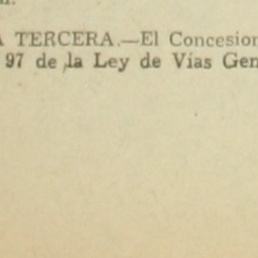 A TERCERA.—El Concesion
97 de la Ley de Vías Gen